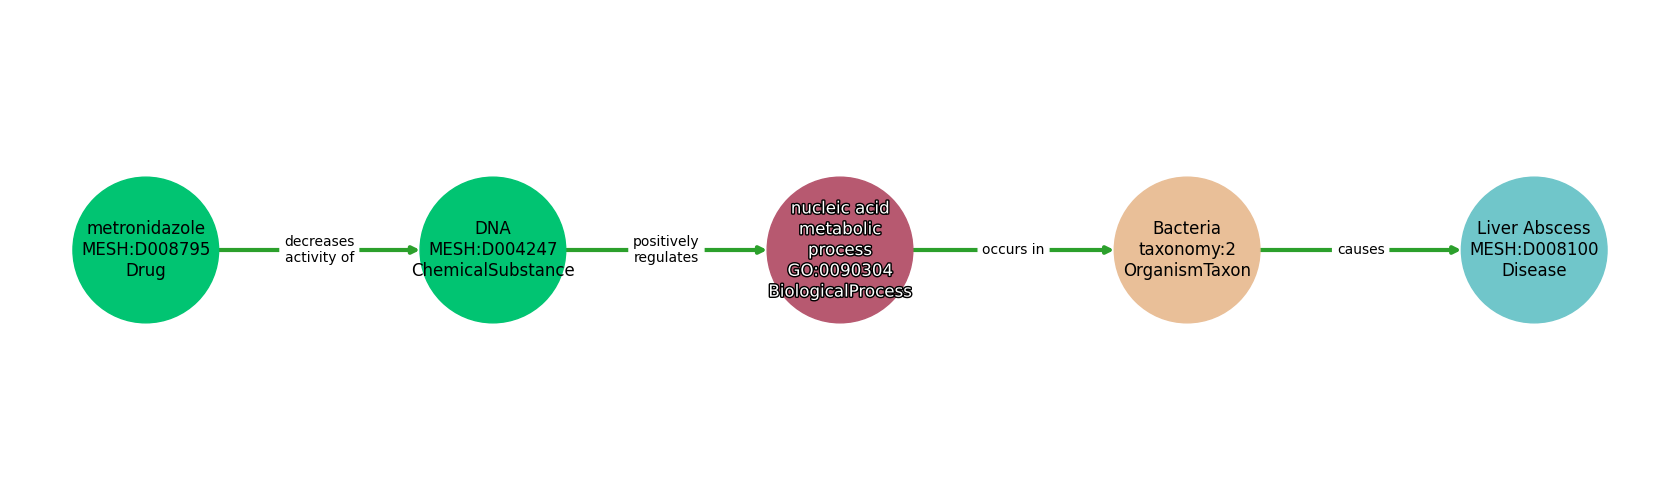 metronidazole
MESH:D008795
Drug
decreases
activity of
DNA
MESH:D004247
ChemicalSubstance
positively
regulates
nucleic acid
metabolic
process
GO:0090304
BiologicalProcess
occurs in
Bacteria
taxonomy:2
OrganismTaxon
causes
Liver Abscess
MESH:D008100
Disease